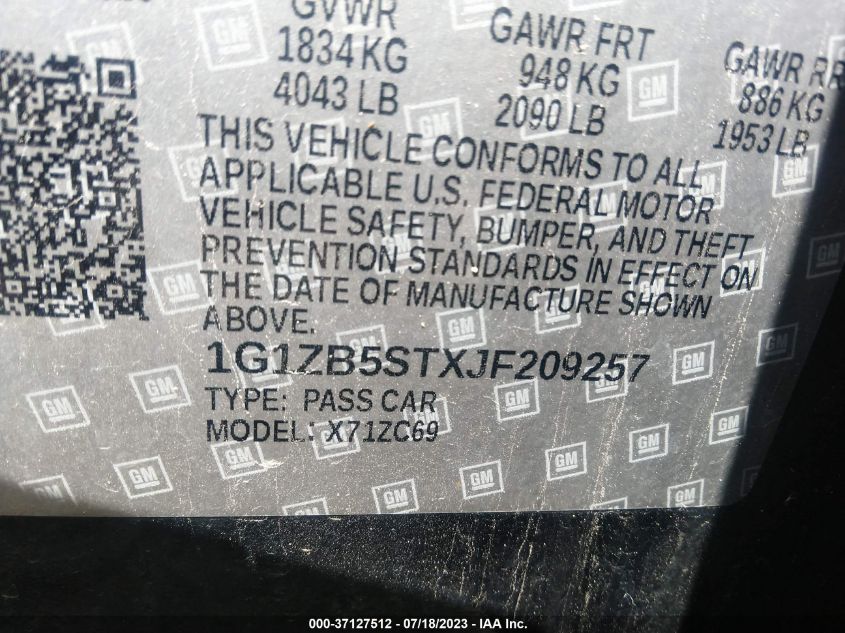 GVWR
1834 KG
4043 LB
GAWR FRT
948 KG
2090 LB
GAWR RR
886 KG
1953 LB
THIS VEHICLE CONFORMS TO ALL
APPLICABLE U.S. FEDERAL MOTOR
VEHICLE SAFETY, BUMPER, AND THEFT
PREVENTION STANDARDS IN EFFECT ON
THE DATE OF MANUFACTURE SHOWN
ABOVE.
1G1ZB5STXJF209257
TYPE: PASS CAR
MODEL: X71ZC69
GM
000-37127512 - 07/18/2023 - IAA Inc.